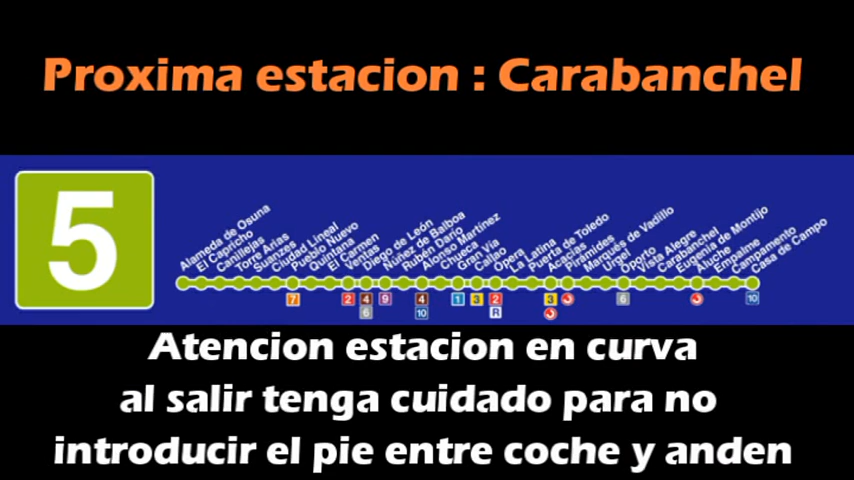 Proxima estacion : Carabanchel
5
Alameda de Osuna
El Capricho
Canillejas
Torre Arias
Suanzes
Ciudad Lineal
Pueblo Nuevo
Quintana
El Carmen
Ventas
Diego de León
Núñez de Balboa
Rubén Darío
Alonso Martínez
Chueca
Gran Vía
Callao
Ópera
La Latina
Puerta de Toledo
Acacias
Pirámides
Marqués de Vadillo
Urgel
Oporto
Vista Alegre
Carabanchel
Eugenia de Montijo
Aluche
Empalme
Campamento
Casa de Campo
7 2 4 9 4 1 3 2 3 6 10
6 10 R
Atencion estacion en curva
al salir tenga cuidado para no
introducir el pie entre coche y anden